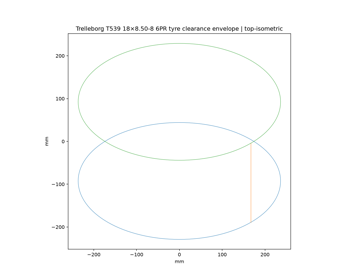 Trelleborg T539 18×8.50-8 6PR tyre clearance envelope | top-isometric
200
100
0
−100
−200
mm
−200 −100 0 100 200
mm